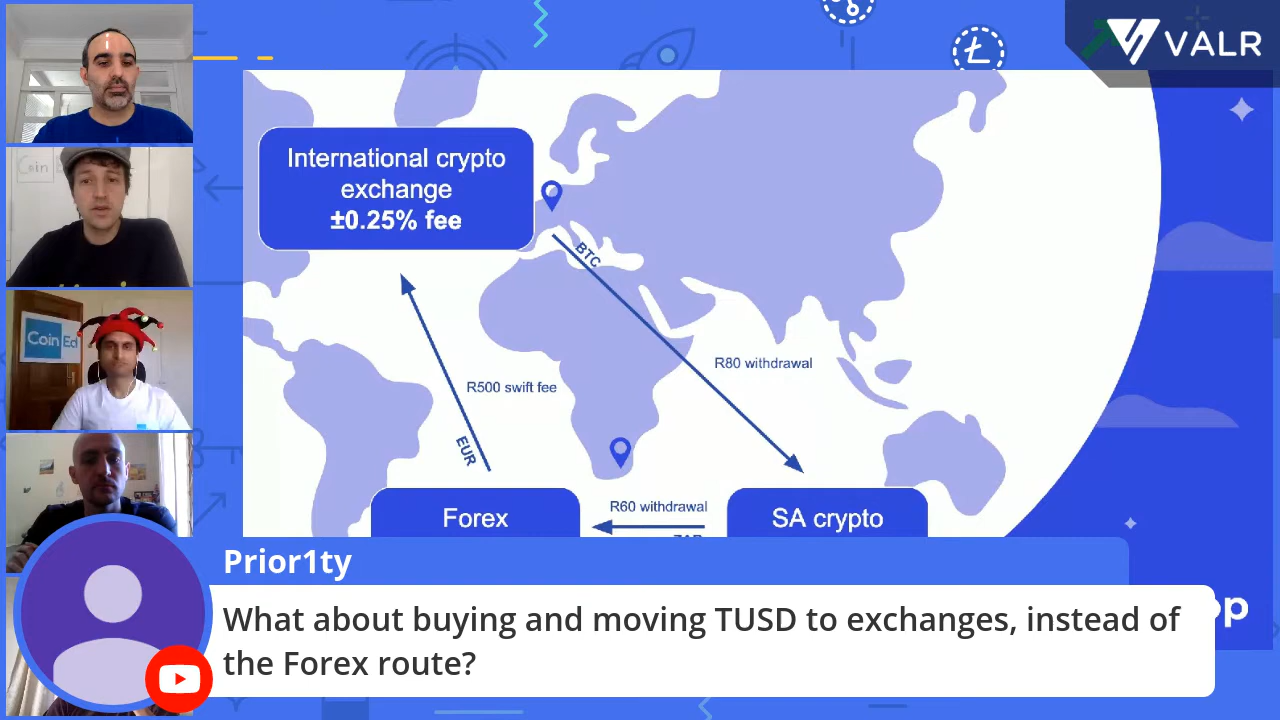 VALR
International crypto
exchange
±0.25% fee
BTC
Coin
R80 withdrawal
Coin Ed
R500 swift fee
EUR
R60 withdrawal
Forex
SA crypto
Prior1ty
What about buying and moving TUSD to exchanges, instead of
the Forex route?